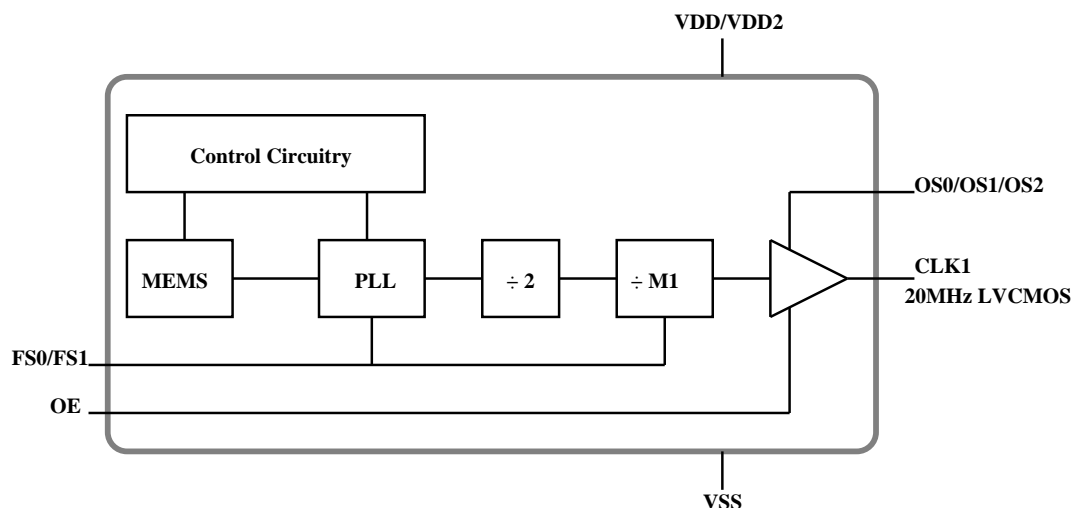 VDD/VDD2
Control Circuitry
OS0/OS1/OS2
MEMS
PLL
÷ 2
÷ M1
CLK1
20MHz LVCMOS
FS0/FS1
OE
VSS